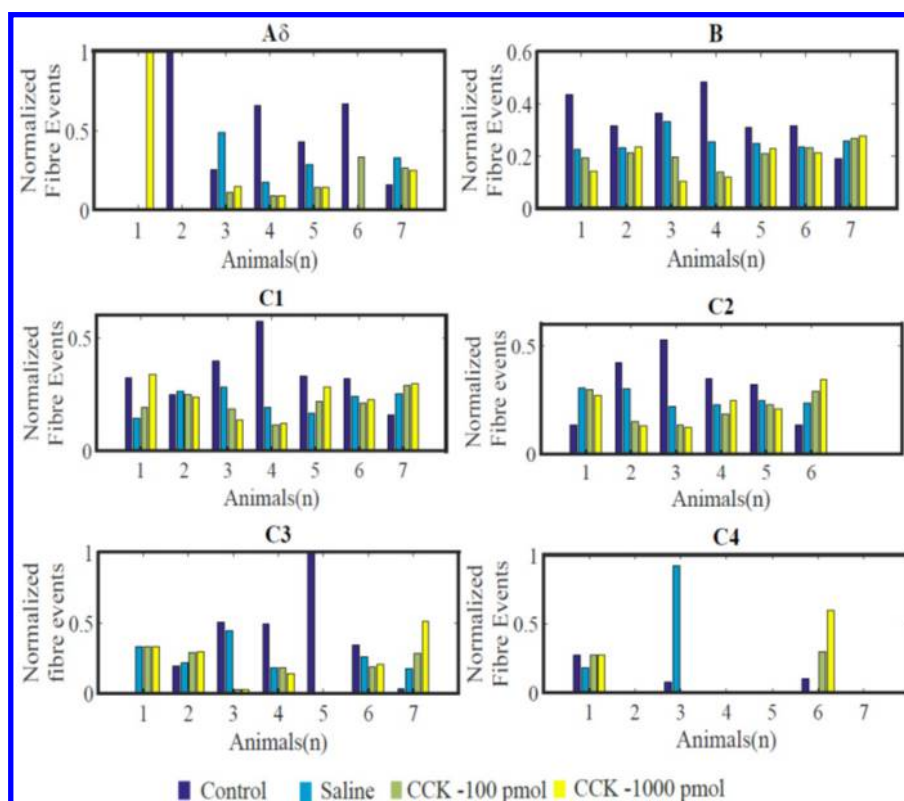 Aδ
Normalized
Fibre Events
1
0.5
0
1 2 3 4 5 6 7
Animals(n)
B
Normalized
Fibre Events
0.6
0.4
0.2
0
1 2 3 4 5 6 7
Animals(n)
C1
Normalized
Fibre Events
0.5
0
1 2 3 4 5 6 7
Animals(n)
C2
Normalized
Fibre events
0.5
0
1 2 3 4 5 6
Animals(n)
C3
Normalized
fibre events
1
0.5
0
1 2 3 4 5 6 7
Animals(n)
C4
Normalized
Fibre Events
1
0.5
0
1 2 3 4 5 6 7
Animals(n)
Control Saline CCK -100 pmol CCK -1000 pmol